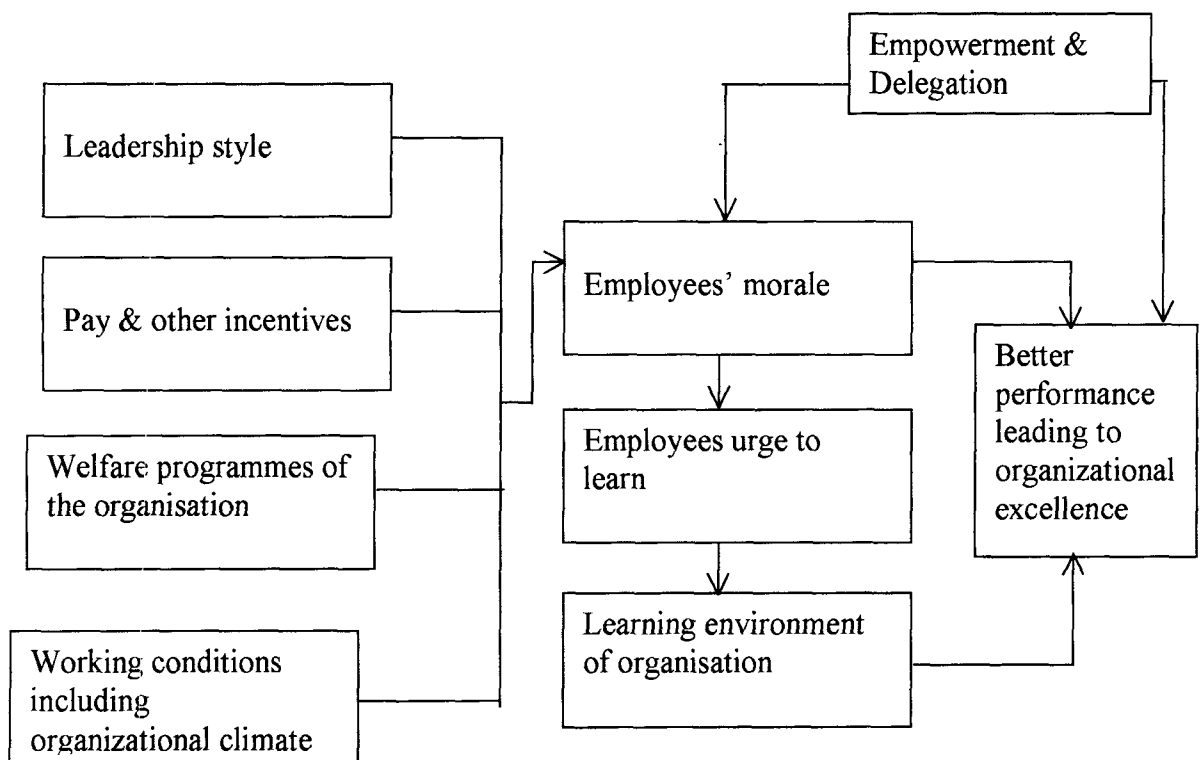 Empowerment &
Delegation
Leadership style
Pay & other incentives
Employees' morale
Welfare programmes of
the organisation
Employees urge to
learn
Better
performance
leading to
organizational
excellence
Working conditions
including
organizational climate
Learning environment
of organisation